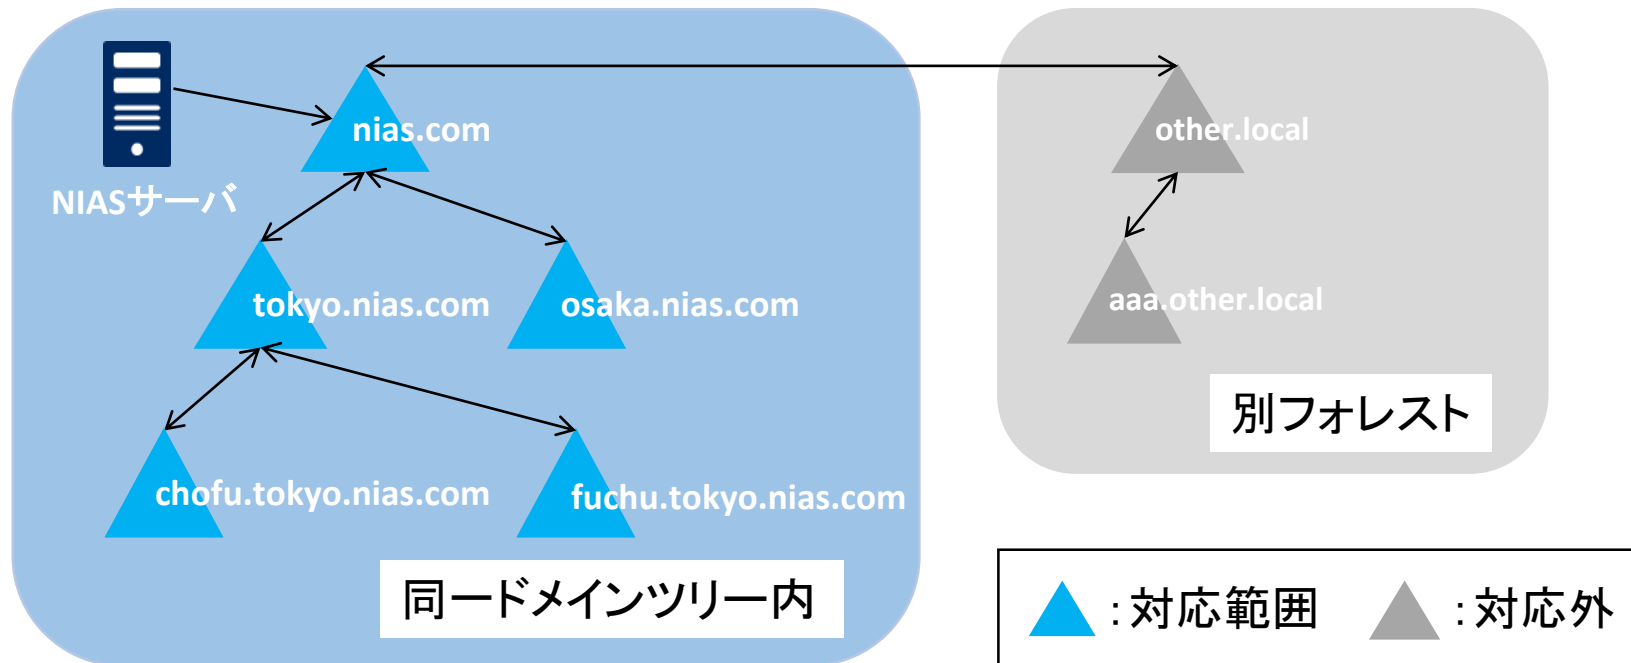 nias.com
other.local
NIASサーバ
tokyo.nias.com
osaka.nias.com
aaa.other.local
別フォレスト
chofu.tokyo.nias.com
fuchu.tokyo.nias.com
同一ドメインツリー内
:対応範囲
:対応外